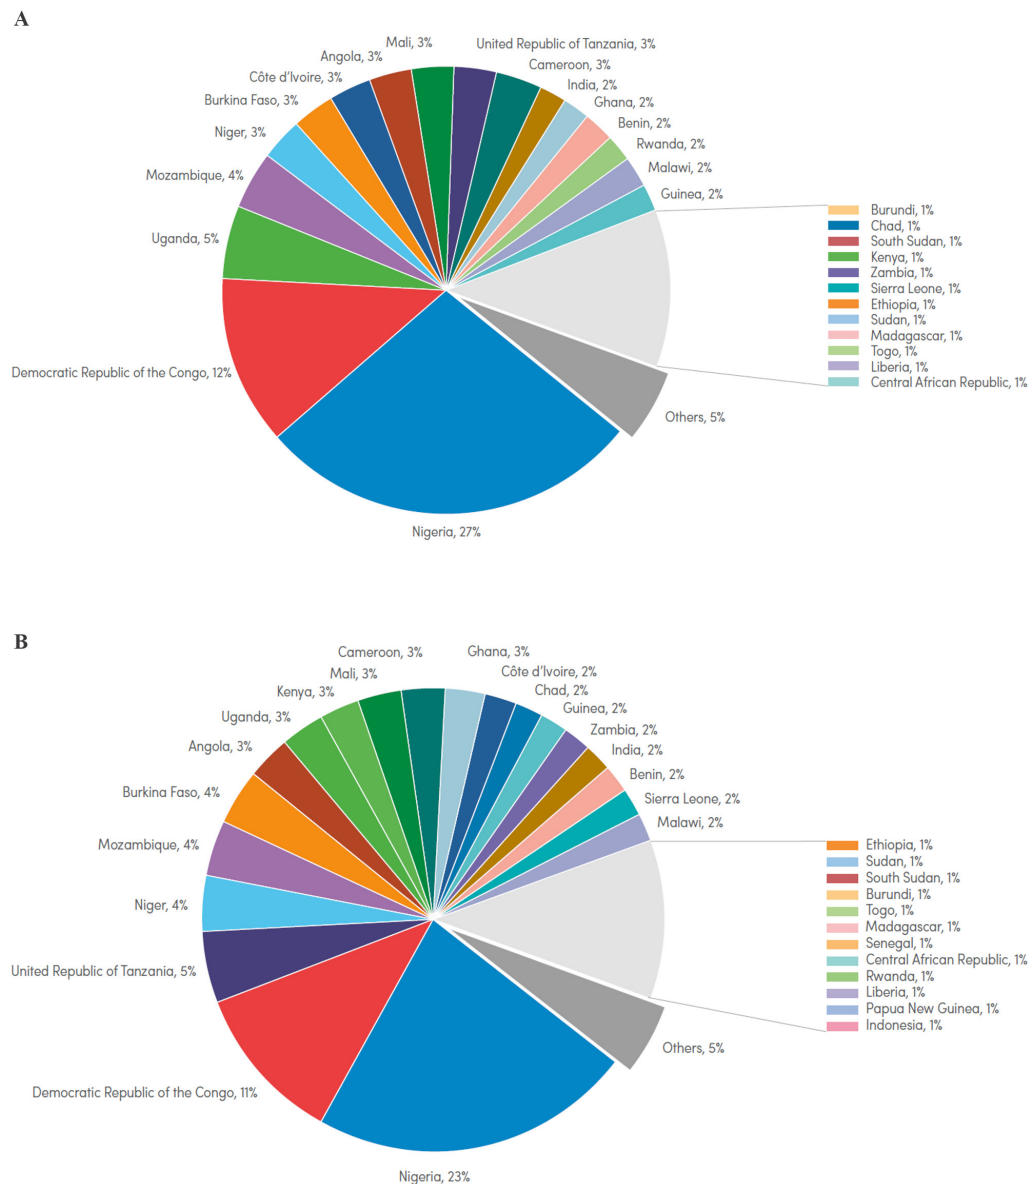 A
Mali, 3%
United Republic of Tanzania, 3%
Angola, 3%
Cameroon, 3%
Côte d'Ivoire, 3%
India, 2%
Burkina Faso, 3%
Ghana, 2%
Niger, 3%
Benin, 2%
Rwanda, 2%
Mozambique, 4%
Malawi, 2%
Guinea, 2%
Uganda, 5%
Burundi, 1%
Chad, 1%
South Sudan, 1%
Kenya, 1%
Zambia, 1%
Sierra Leone, 1%
Ethiopia, 1%
Sudan, 1%
Madagascar, 1%
Togo, 1%
Liberia, 1%
Central African Republic, 1%
Democratic Republic of the Congo, 12%
Others, 5%
Nigeria, 27%
B
Cameroon, 3%
Ghana, 3%
Mali, 3%
Côte d'Ivoire, 2%
Kenya, 3%
Chad, 2%
Uganda, 3%
Guinea, 2%
Angola, 3%
Zambia, 2%
India, 2%
Burkina Faso, 4%
Benin, 2%
Sierra Leone, 2%
Mozambique, 4%
Malawi, 2%
Niger, 4%
Ethiopia, 1%
Sudan, 1%
South Sudan, 1%
Burundi, 1%
Togo, 1%
Madagascar, 1%
Senegal, 1%
Central African Republic, 1%
Rwanda, 1%
Liberia, 1%
Papua New Guinea, 1%
Indonesia, 1%
United Republic of Tanzania, 5%
Others, 5%
Democratic Republic of the Congo, 11%
Nigeria, 23%